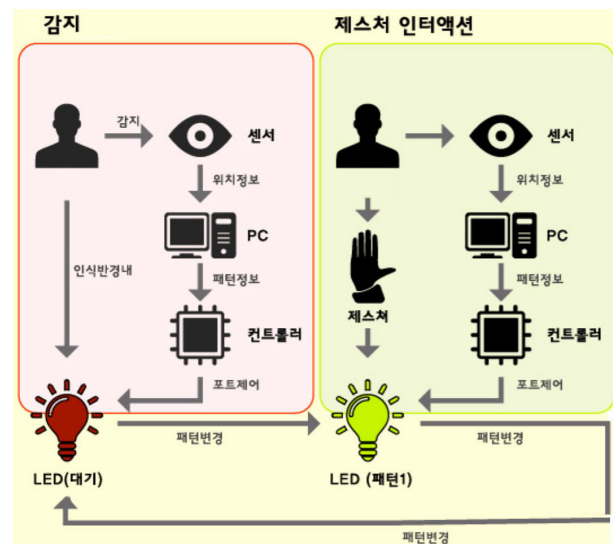 감지
감지
센서
위치정보
PC
패턴정보
인식반경내
컨트롤러
포트제어
LED(대기)
패턴변경
제스처 인터액션
센서
위치정보
PC
패턴정보
제스쳐
컨트롤러
포트제어
LED (패턴1)
패턴변경
패턴변경